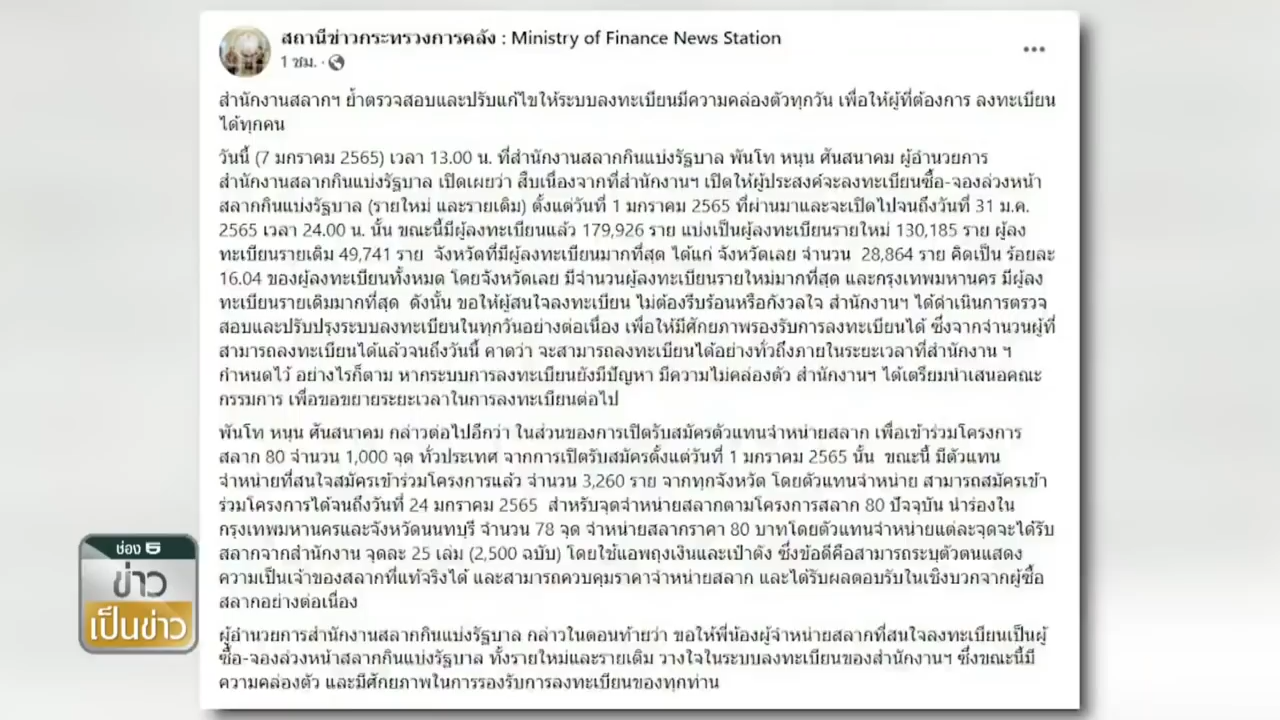 สถานีข่าวกระทรวงการคลัง : Ministry of Finance News Station
1 ชม. ·
สำนักงานสลากฯ ย้ำตรวจสอบและปรับแก้ไขให้ระบบลงทะเบียนมีความคล่องตัวทุกวัน เพื่อให้ผู้ที่ต้องการ ลงทะเบียน
ได้ทุกคน
วันนี้ (7 มกราคม 2565) เวลา 13.00 น. ที่สำนักงานสลากกินแบ่งรัฐบาล พันโท หนุน ศันสนาคม ผู้อำนวยการ
สำนักงานสลากกินแบ่งรัฐบาล เปิดเผยว่า สืบเนื่องจากที่สำนักงานฯ เปิดให้ผู้ประสงค์จะลงทะเบียนซื้อ-จองล่วงหน้า
สลากกินแบ่งรัฐบาล (รายใหม่ และรายเดิม) ตั้งแต่วันที่ 1 มกราคม 2565 ที่ผ่านมาและจะเปิดไปจนถึงวันที่ 31 ม.ค.
2565 เวลา 24.00 น. นั้น ขณะนี้มีผู้ลงทะเบียนแล้ว 179,926 ราย แบ่งเป็นผู้ลงทะเบียนรายใหม่ 130,185 ราย ผู้ลง
ทะเบียนรายเดิม 49,741 ราย จังหวัดที่มีผู้ลงทะเบียนมากที่สุด ได้แก่ จังหวัดเลย จำนวน 28,864 ราย คิดเป็น ร้อยละ
16.04 ของผู้ลงทะเบียนทั้งหมด โดยจังหวัดเลย มีจำนวนผู้ลงทะเบียนรายใหม่มากที่สุด และกรุงเทพมหานคร มีผู้ลง
ทะเบียนรายเดิมมากที่สุด ดังนั้น ขอให้ผู้สนใจลงทะเบียน ไม่ต้องรีบร้อนหรือกังวลใจ สำนักงานฯ ได้ดำเนินการตรวจ
สอบและปรับปรุงระบบลงทะเบียนในทุกวันอย่างต่อเนื่อง เพื่อให้มีศักยภาพรองรับการลงทะเบียนได้ ซึ่งจากจำนวนผู้ที่
สามารถลงทะเบียนได้แล้วจนถึงวันนี้ คาดว่า จะสามารถลงทะเบียนได้อย่างทั่วถึงภายในระยะเวลาที่สำนักงาน ฯ
กำหนดไว้ อย่างไรก็ตาม หากระบบการลงทะเบียนยังมีปัญหา มีความไม่คล่องตัว สำนักงานฯ ได้เตรียมนำเสนอคณะ
กรรมการ เพื่อขอขยายระยะเวลาในการลงทะเบียนต่อไป
พันโท หนุน ศันสนาคม กล่าวต่อไปอีกว่า ในส่วนของการเปิดรับสมัครตัวแทนจำหน่ายสลาก เพื่อเข้าร่วมโครงการ
สลาก 80 จำนวน 1,000 จุด ทั่วประเทศ จากการเปิดรับสมัครตั้งแต่วันที่ 1 มกราคม 2565 นั้น ขณะนี้ มีตัวแทน
จำหน่ายที่สนใจสมัครเข้าร่วมโครงการแล้ว จำนวน 3,260 ราย จากทุกจังหวัด โดยตัวแทนจำหน่าย สามารถสมัครเข้า
ร่วมโครงการได้จนถึงวันที่ 24 มกราคม 2565 สำหรับจุดจำหน่ายสลากตามโครงการสลาก 80 ปัจจุบัน นำร่องใน
กรุงเทพมหานครและจังหวัดนนทบุรี จำนวน 78 จุด จำหน่ายสลากราคา 80 บาทโดยตัวแทนจำหน่ายแต่ละจุดจะได้รับ
สลากจากสำนักงาน จุดละ 25 เล่ม (2,500 ฉบับ) โดยใช้แอพถุงเงินและเป๋าตัง ซึ่งข้อดีคือสามารถระบุตัวตนแสดง
ความเป็นเจ้าของสลากที่แท้จริงได้ และสามารถควบคุมราคาจำหน่ายสลาก และได้รับผลตอบรับในเชิงบวกจากผู้ซื้อ
สลากอย่างต่อเนื่อง
ผู้อำนวยการสำนักงานสลากกินแบ่งรัฐบาล กล่าวในตอนท้ายว่า ขอให้พี่น้องผู้จำหน่ายสลากที่สนใจลงทะเบียนเป็นผู้
ซื้อ-จองล่วงหน้าสลากกินแบ่งรัฐบาล ทั้งรายใหม่และรายเดิม วางใจในระบบลงทะเบียนของสำนักงานฯ ซึ่งขณะนี้มี
ความคล่องตัว และมีศักยภาพในการรองรับการลงทะเบียนของทุกท่าน
ช่อง 5
ข่าว
เป็นข่าว